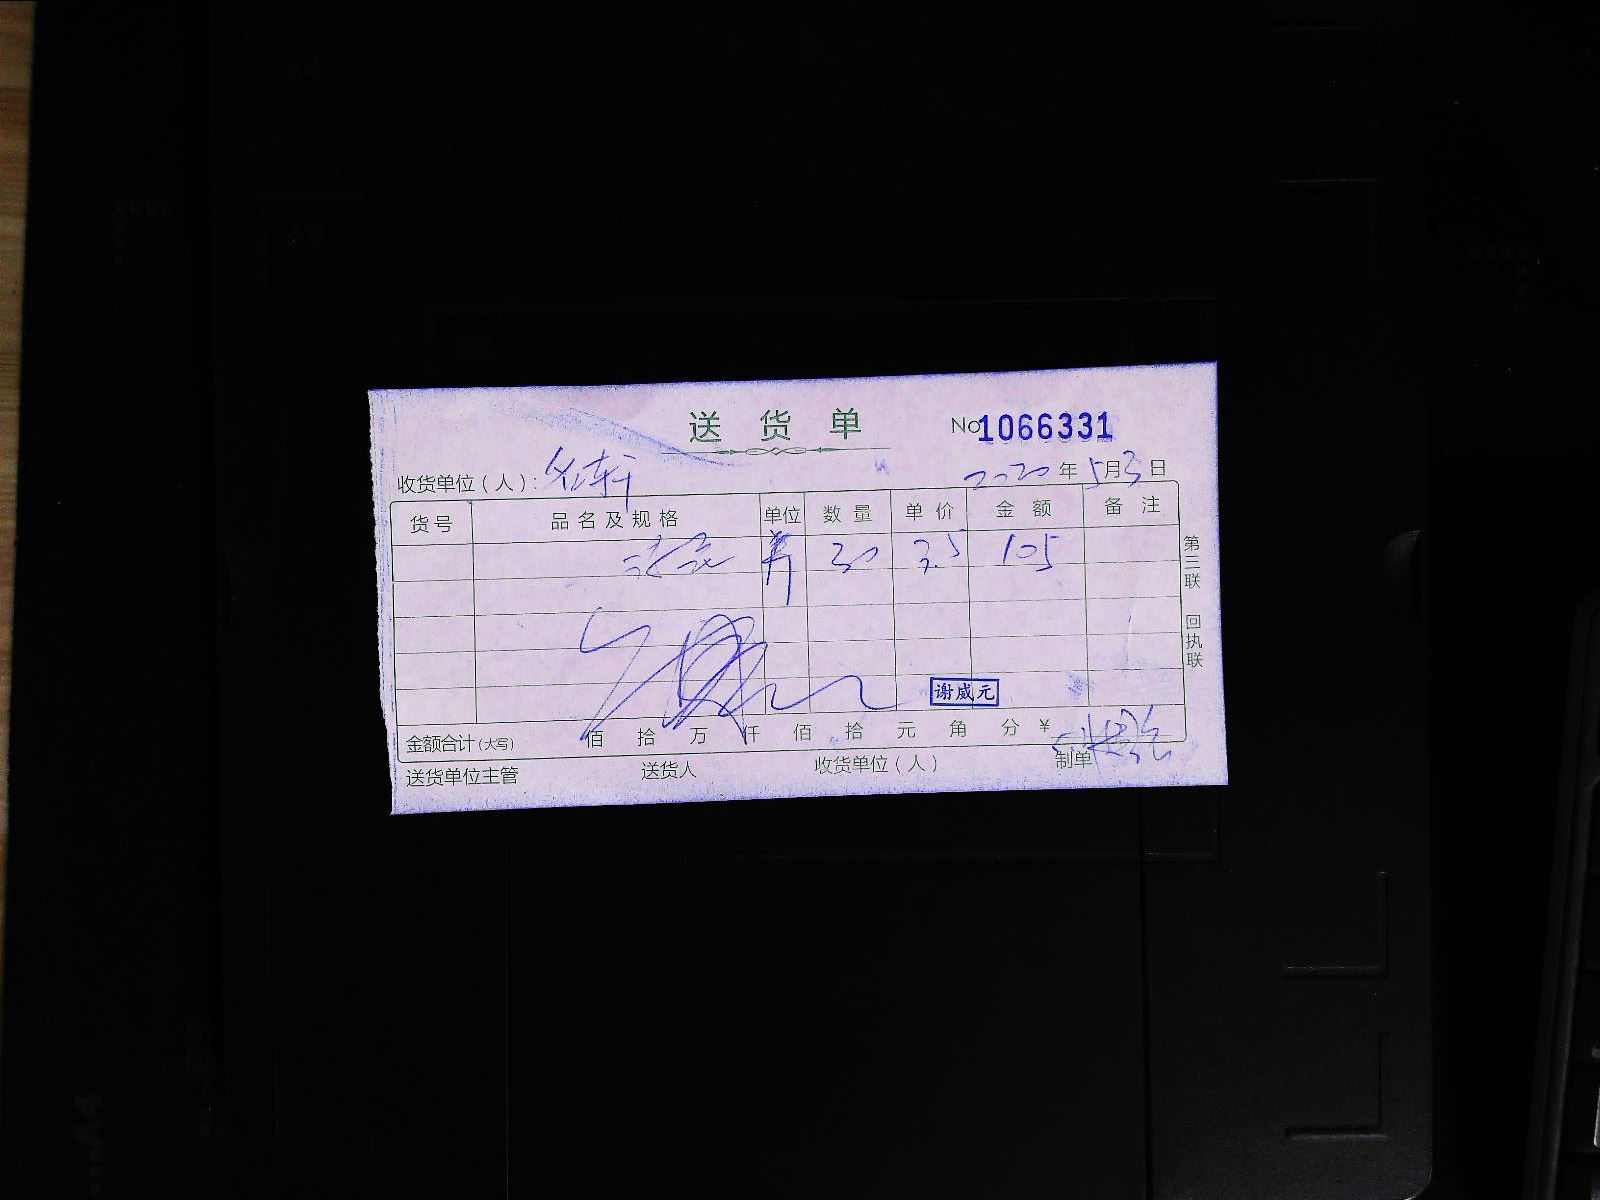 送 货 单
No1066331
收货单位（人）：名轩
2020 年 5月3日
货号 品名及规格 单位 数量 单价 金额 备注
30 3.5 105
第三联 回执联
谢威元
金额合计(大写) 佰 拾 万 仟 佰 拾 元 角 分 ¥
送货单位主管 送货人 收货单位（人） 制单